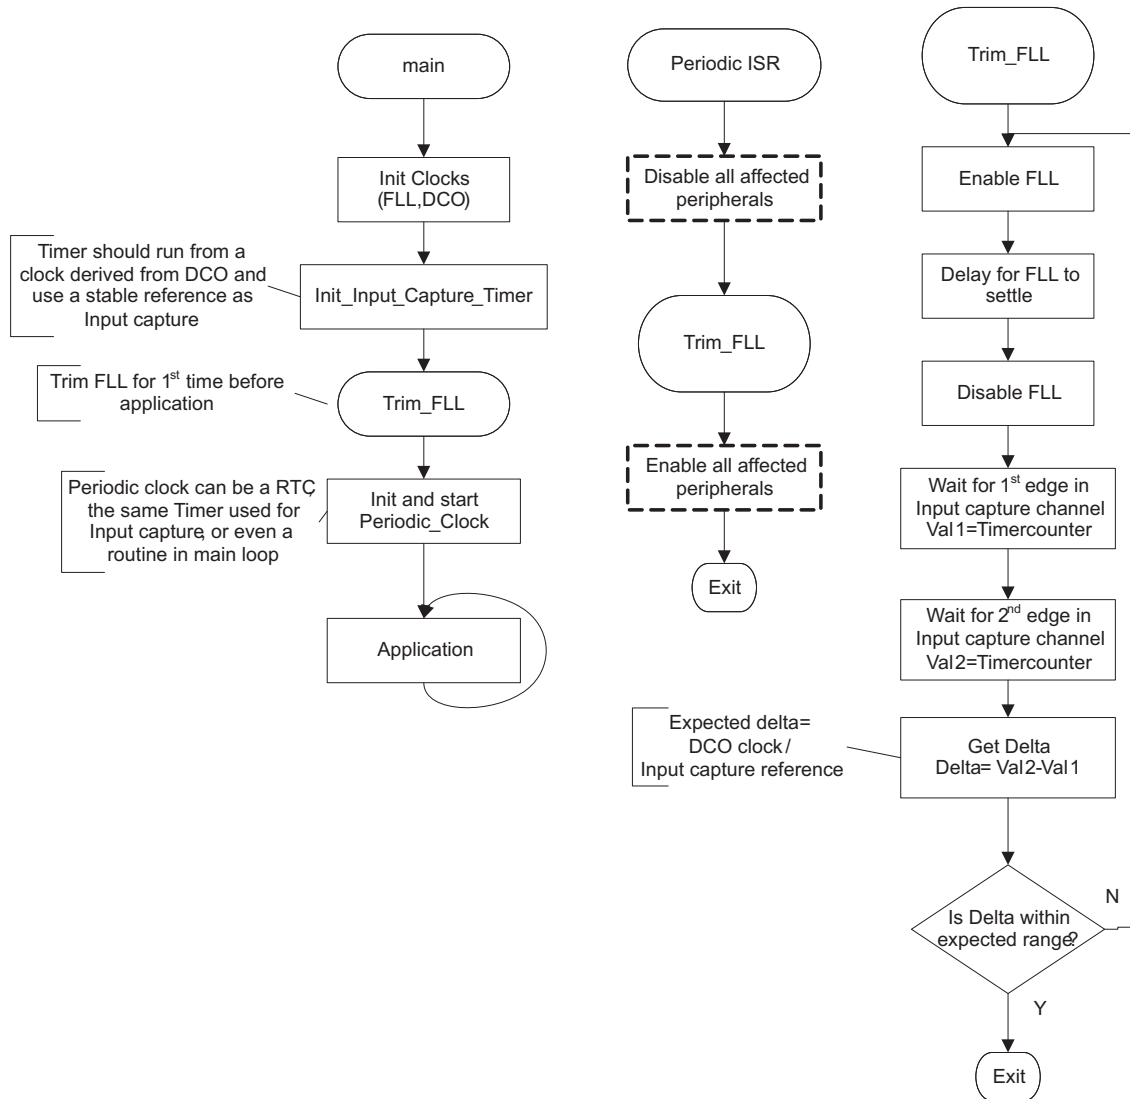 main
Init Clocks
(FLL,DCO)
Timer should run from a
clock derived from DCO and
use a stable reference as
Input capture
Init_Input_Capture_Timer
Trim FLL for 1st time before
application
Trim_FLL
Periodic clock can be a RTC,
the same Timer used for
Input capture, or even a
routine in main loop
Init and start
Periodic_Clock
Application
Periodic ISR
Disable all affected
peripherals
Trim_FLL
Enable all affected
peripherals
Exit
Trim_FLL
Enable FLL
Delay for FLL to
settle
Disable FLL
Wait for 1st edge in
Input capture channel
Val1=Timercounter
Wait for 2nd edge in
Input capture channel
Val2=Timercounter
Expected delta=
DCO clock/
Input capture reference
Get Delta
Delta= Val2-Val1
Is Delta within
expected range?
N
Y
Exit